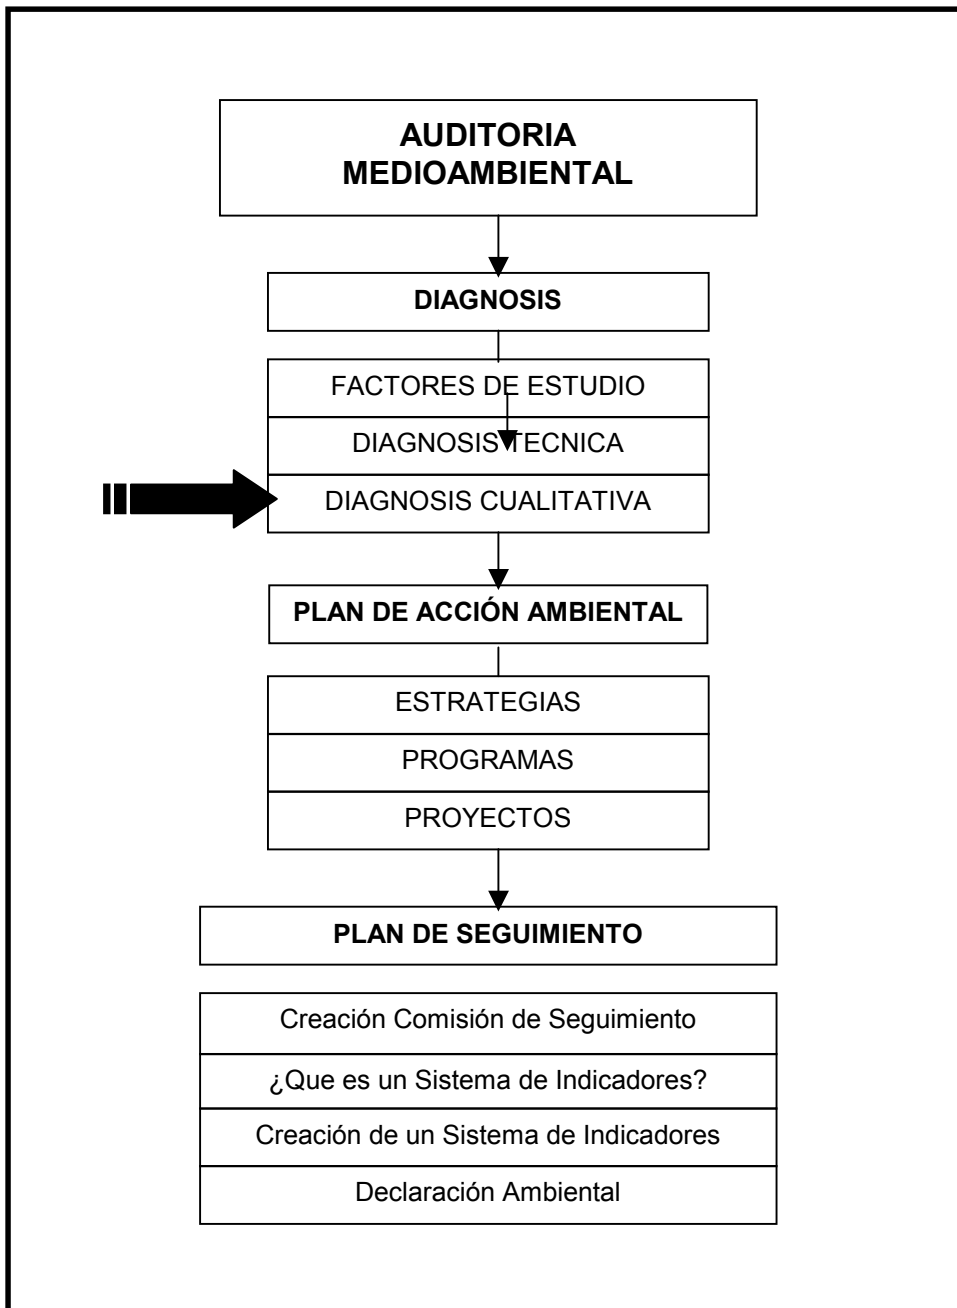 AUDITORIA
MEDIOAMBIENTAL
DIAGNOSIS
FACTORES DE ESTUDIO
DIAGNOSIS TECNICA
DIAGNOSIS CUALITATIVA
PLAN DE ACCIÓN AMBIENTAL
ESTRATEGIAS
PROGRAMAS
PROYECTOS
PLAN DE SEGUIMIENTO
Creación Comisión de Seguimiento
¿Que es un Sistema de Indicadores?
Creación de un Sistema de Indicadores
Declaración Ambiental